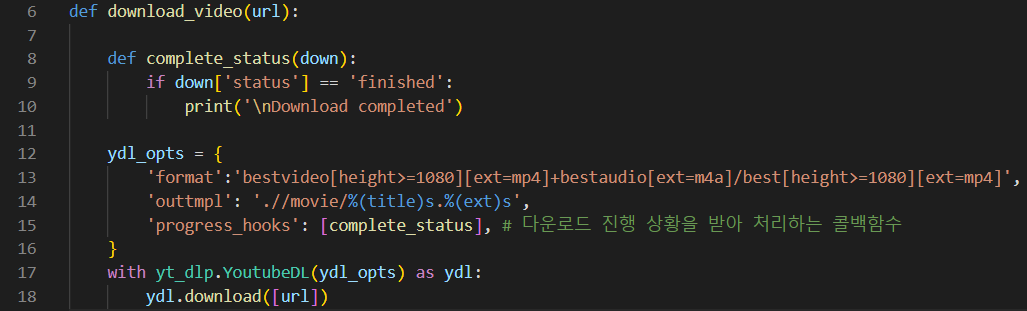 6 def download_video(url):
7
8     def complete_status(down):
9         if down['status'] == 'finished':
10             print('\nDownload completed')
11
12     ydl_opts = {
13         'format':'bestvideo[height>=1080][ext=mp4]+bestaudio[ext=m4a]/best[height>=1080][ext=mp4]',
14         'outtmpl': './/movie/%(title)s.%(ext)s',
15         'progress_hooks': [complete_status], # 다운로드 진행 상황을 받아 처리하는 콜백함수
16     }
17     with yt_dlp.YoutubeDL(ydl_opts) as ydl:
18         ydl.download([url])